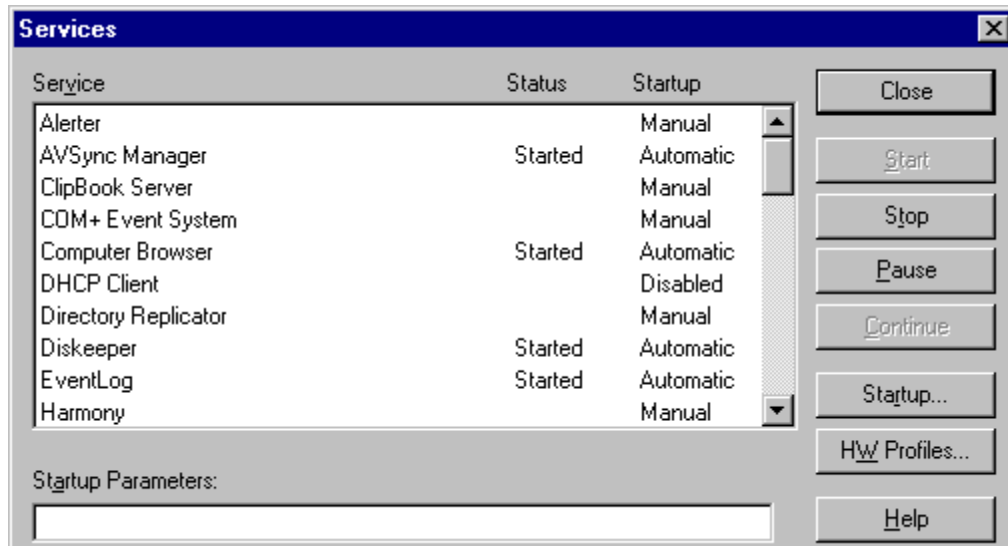 Services
Service Status Startup
Alerter Manual
AVSync Manager Started Automatic
ClipBook Server Manual
COM+ Event System Manual
Computer Browser Started Automatic
DHCP Client Disabled
Directory Replicator Manual
Diskeeper Started Automatic
EventLog Started Automatic
Harmony Manual
Startup Parameters:
Close
Start
Stop
Pause
Continue
Startup...
HW Profiles...
Help